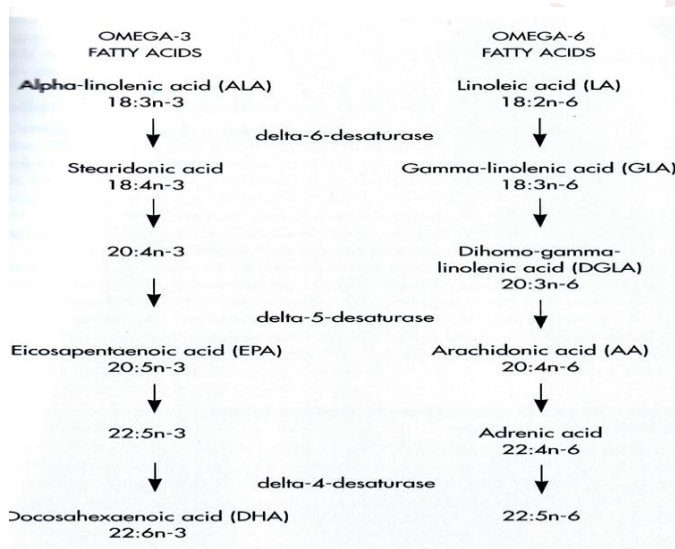 OMEGA-3
FATTY ACIDS
OMEGA-6
FATTY ACIDS
Alpha-linolenic acid (ALA)
18:3n-3
Linoleic acid (LA)
18:2n-6
delta-6-desaturase
Stearidonic acid
18:4n-3
Gamma-linolenic acid (GLA)
18:3n-6
20:4n-3
Dihomo-gamma-
linolenic acid (DGLA)
20:3n-6
delta-5-desaturase
Eicosapentaenoic acid (EPA)
20:5n-3
Arachidonic acid (AA)
20:4n-6
22:5n-3
Adrenic acid
22:4n-6
delta-4-desaturase
Docosahexaenoic acid (DHA)
22:6n-3
22:5n-6